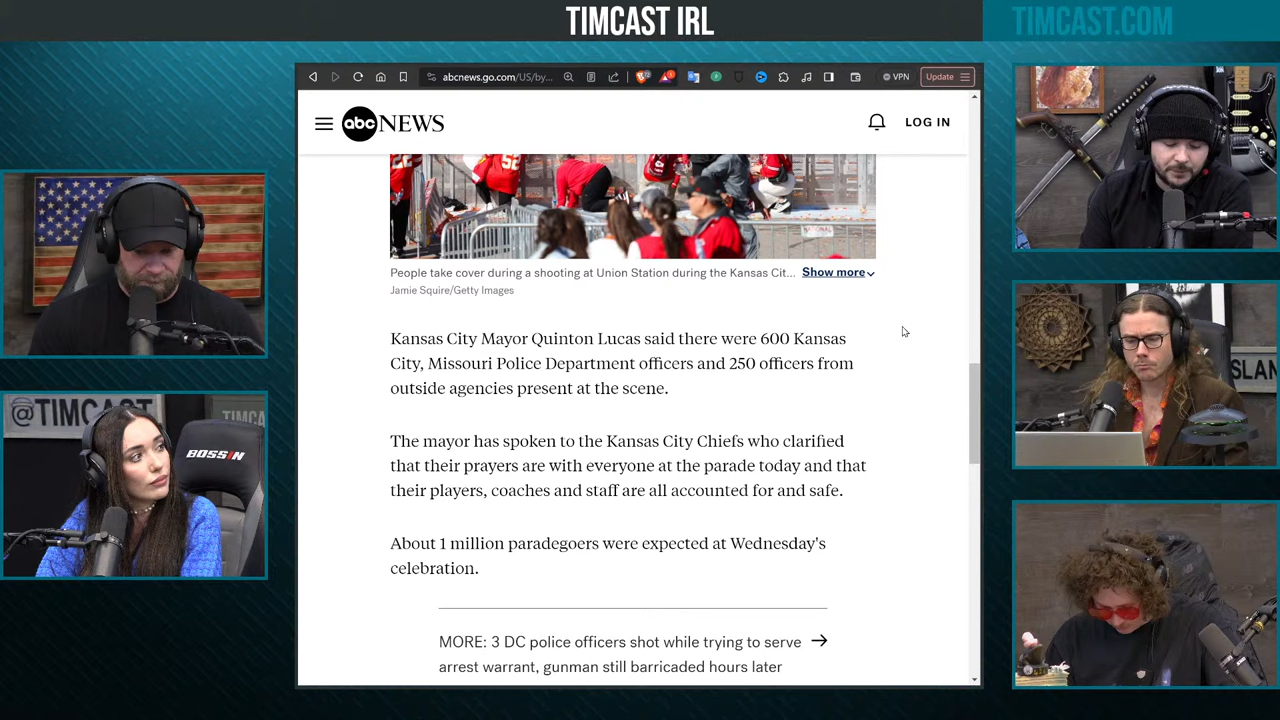 TIMCAST IRL
TIMCAST.COM
abcnews.go.com/US/by...
VPN
Update
abc NEWS
LOG IN
52
People take cover during a shooting at Union Station during the Kansas Cit... Show more
Jamie Squire/Getty Images
Kansas City Mayor Quinton Lucas said there were 600 Kansas
City, Missouri Police Department officers and 250 officers from
outside agencies present at the scene.
The mayor has spoken to the Kansas City Chiefs who clarified
that their prayers are with everyone at the parade today and that
their players, coaches and staff are all accounted for and safe.
About 1 million paradegoers were expected at Wednesday's
celebration.
MORE: 3 DC police officers shot while trying to serve
arrest warrant, gunman still barricaded hours later
@TIMCAST
TIMCA
BOSSIN
SLAN